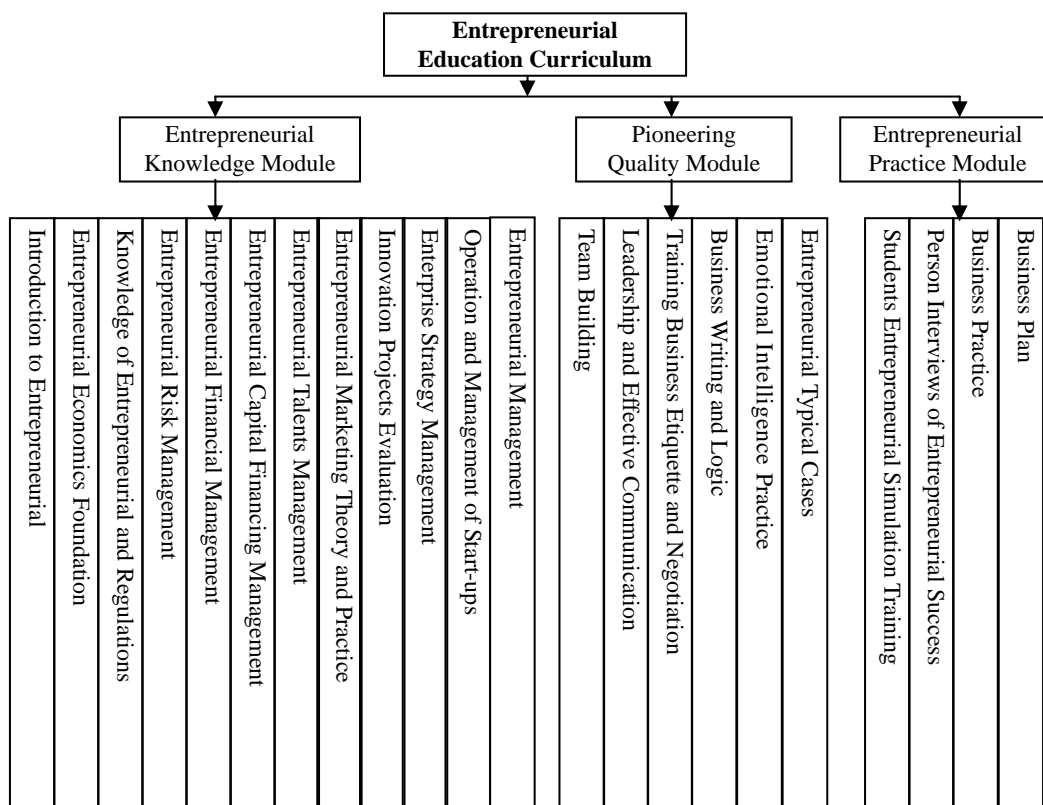 Entrepreneurial
Education Curriculum
Entrepreneurial
Knowledge Module
Pioneering
Quality Module
Entrepreneurial
Practice Module
Introduction to Entrepreneurial
Entrepreneurial Economics Foundation
Knowledge of Entrepreneurial and Regulations
Entrepreneurial Risk Management
Entrepreneurial Financial Management
Entrepreneurial Capital Financing Management
Entrepreneurial Talents Management
Entrepreneurial Marketing Theory and Practice
Innovation Projects Evaluation
Enterprise Strategy Management
Operation and Management of Start-ups
Entrepreneurial Management
Team Building
Leadership and Effective Communication
Training Business Etiquette and Negotiation
Business Writing and Logic
Emotional Intelligence Practice
Entrepreneurial Typical Cases
Students Entrepreneurial Simulation Training
Person Interviews of Entrepreneurial Success
Business Practice
Business Plan